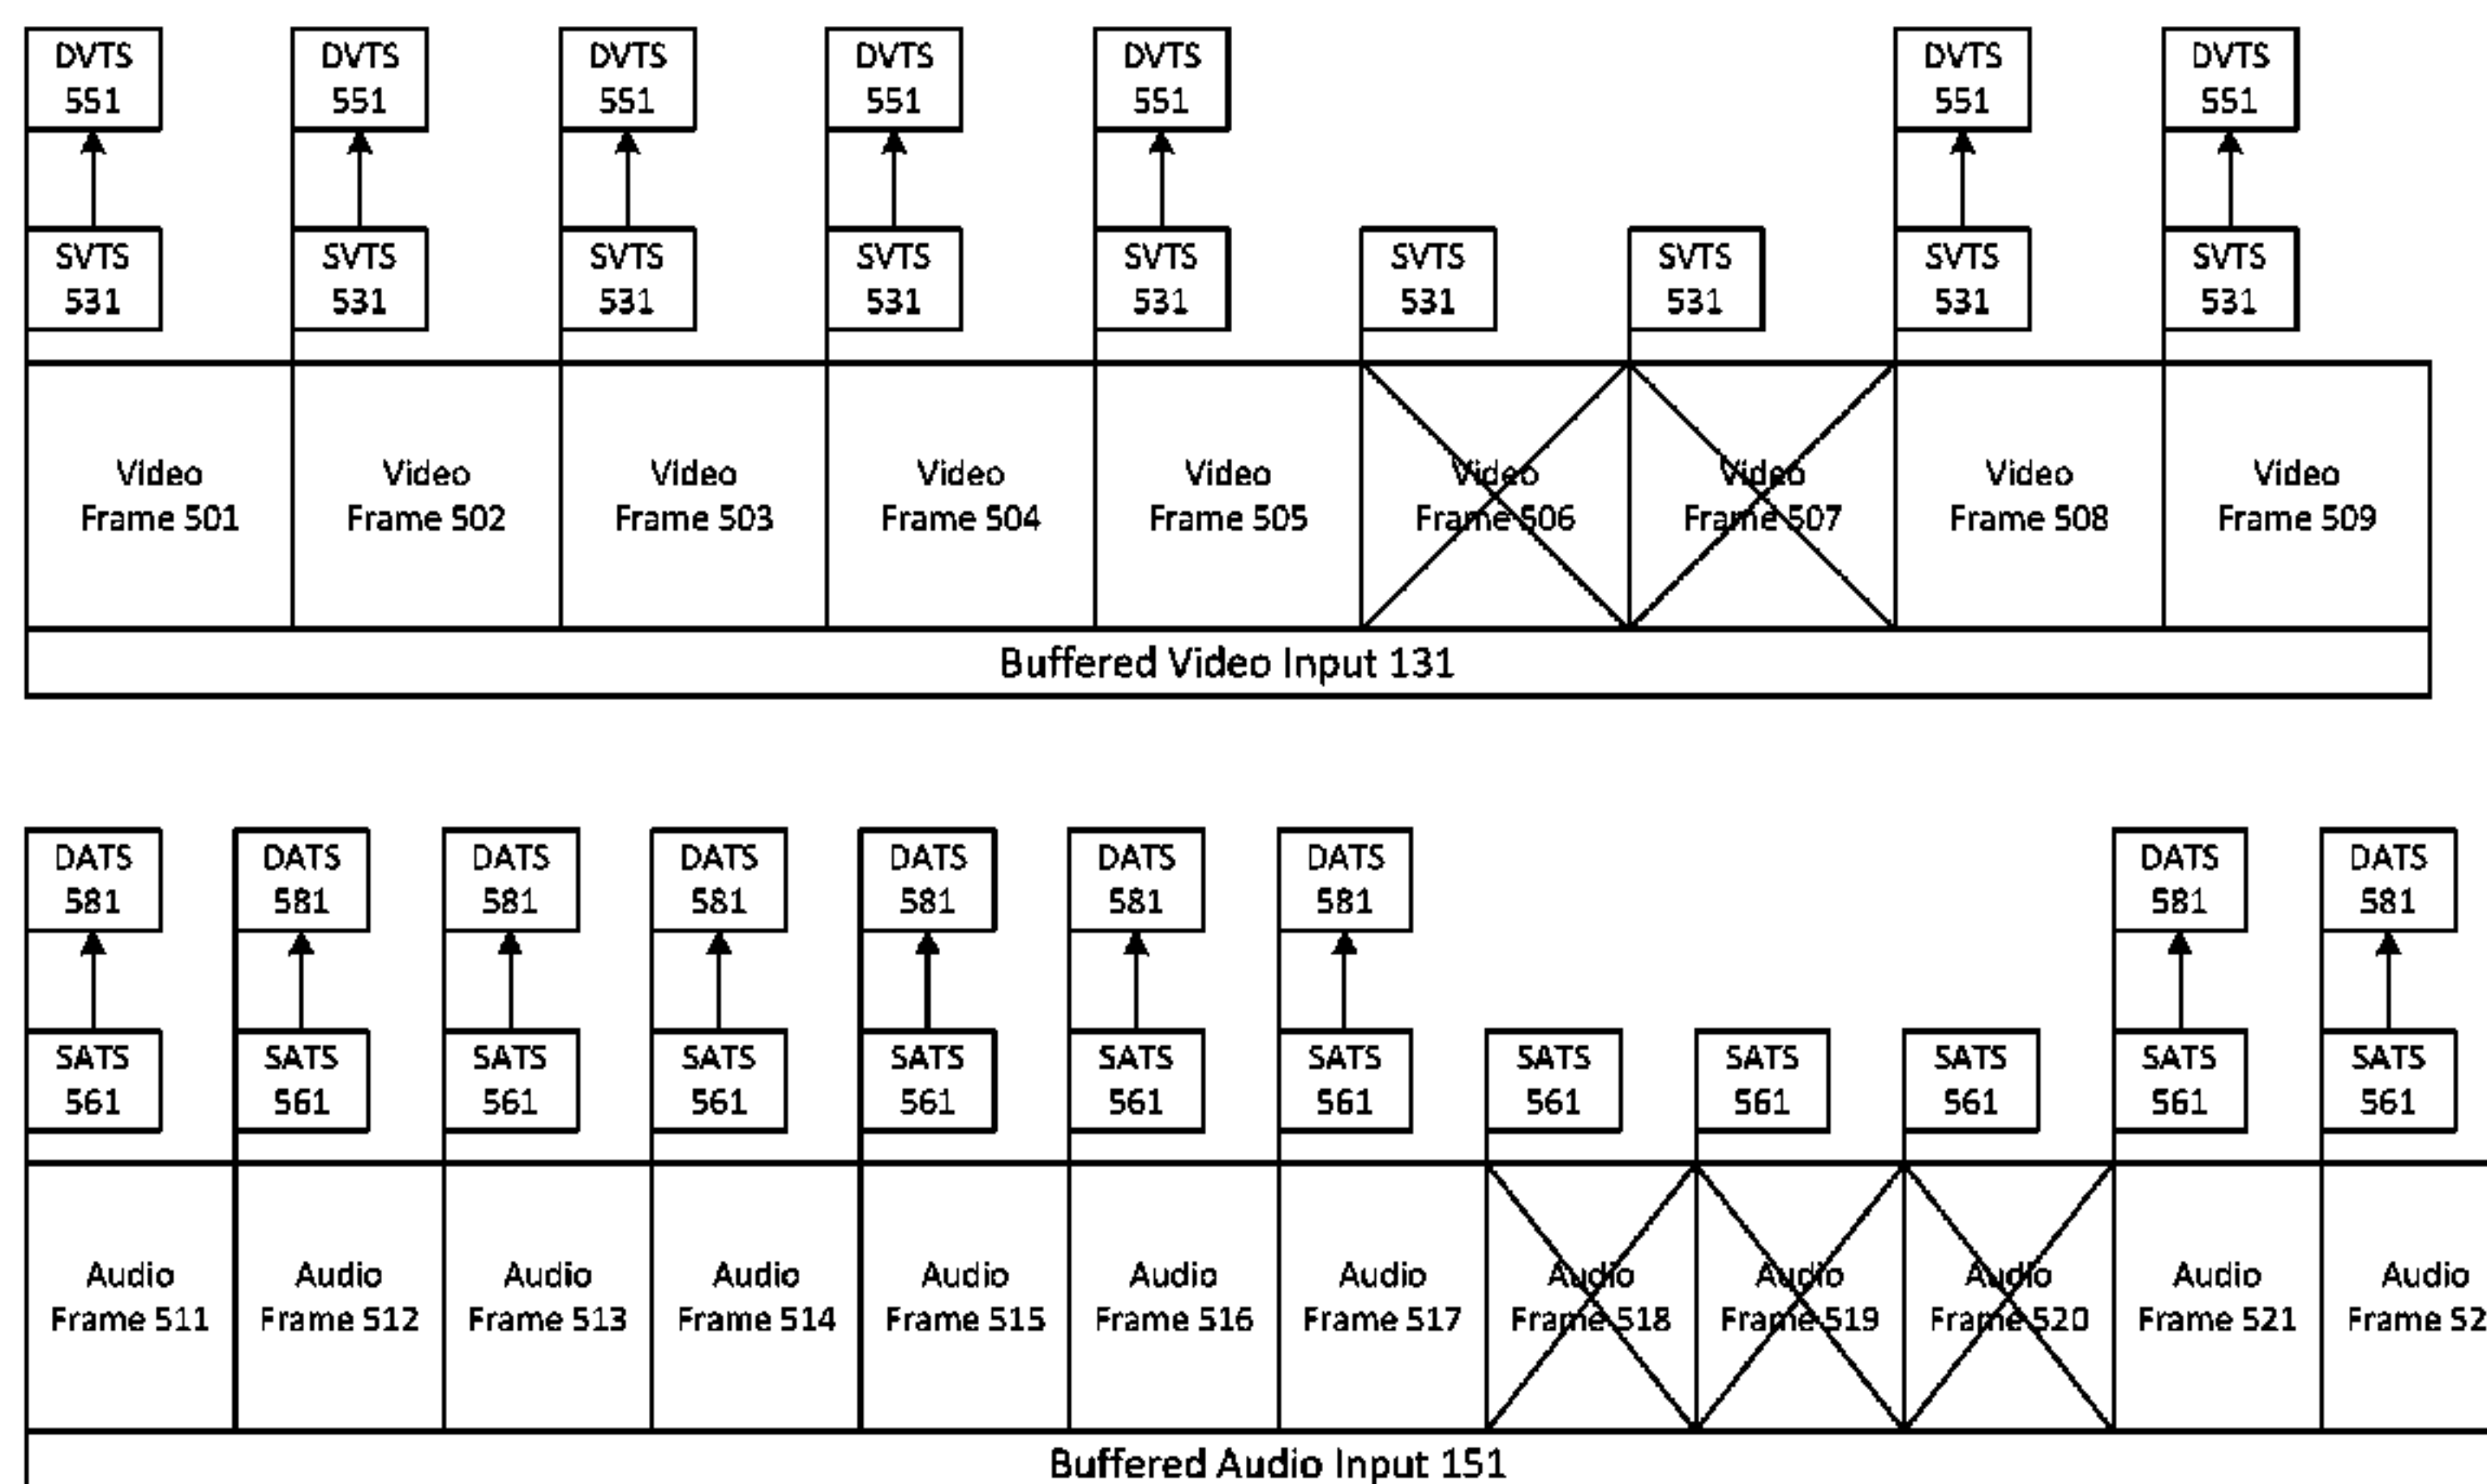 DVTS DVTS DVTS DVTS DVTS DVTS DVTS
551 551 551 551 551 551 551
SVTS SVTS SVTS SVTS SVTS SVTS SVTS SVTS SVTS
531 531 531 531 531 531 531 531 531
Video Video Video Video Video Video Video Video Video
Frame 501 Frame 502 Frame 503 Frame 504 Frame 505 Frame 506 Frame 507 Frame 508 Frame 509
Buffered Video Input 131
DATS DATS DATS DATS DATS DATS DATS DATS DATS
581 581 581 581 581 581 581 581 581
SATS SATS SATS SATS SATS SATS SATS SATS SATS SATS SATS SATS
561 561 561 561 561 561 561 561 561 561 561 561
Audio Audio Audio Audio Audio Audio Audio Audio Audio Audio Audio Audio
Frame 511 Frame 512 Frame 513 Frame 514 Frame 515 Frame 516 Frame 517 Frame 518 Frame 519 Frame 520 Frame 521 Frame
Buffered Audio Input 151